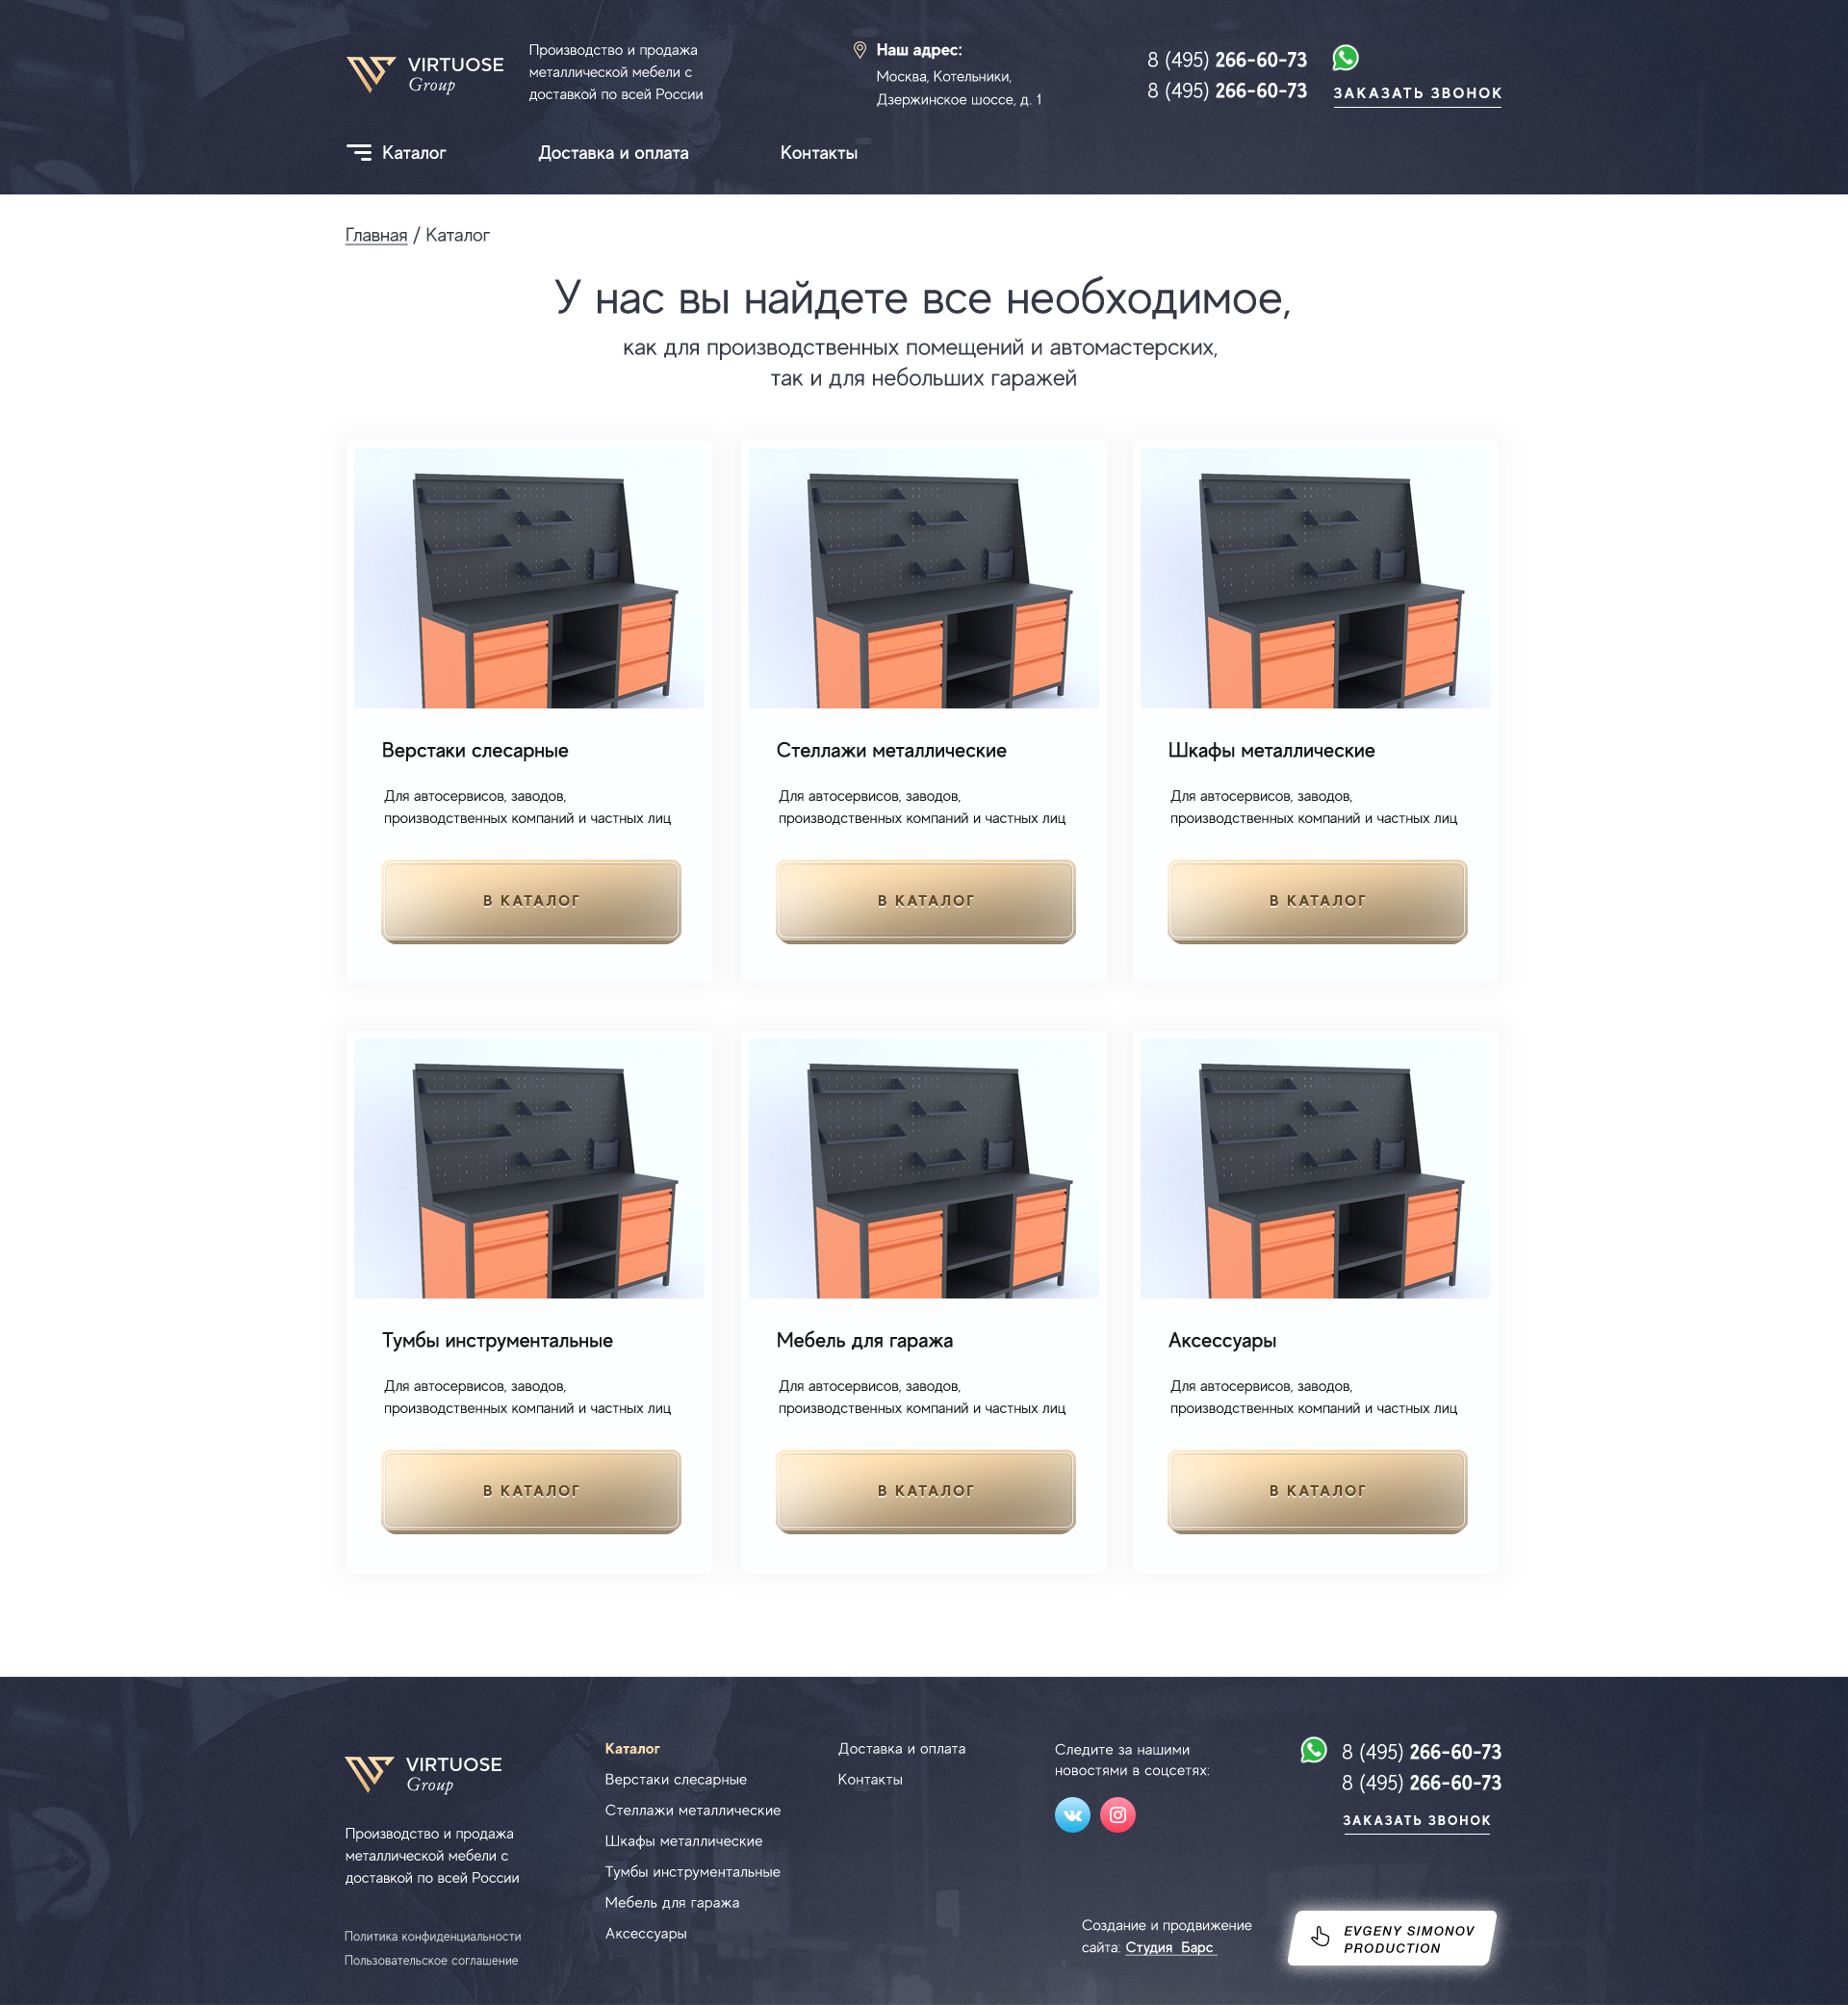 VIRTUOSE
Group
Производство и продажа
металлической мебели с
доставкой по всей России
Наш адрес:
Москва, Котельники,
Дзержинское шоссе, д. 1
8 (495) 266-60-73
8 (495) 266-60-73
ЗАКАЗАТЬ ЗВОНОК
Каталог
Доставка и оплата
Контакты
Главная / Каталог
У нас вы найдете все необходимое,
как для производственных помещений и автомастерских,
так и для небольших гаражей
Верстаки слесарные
Для автосервисов, заводов,
производственных компаний и частных лиц
В КАТАЛОГ
Стеллажи металлические
Для автосервисов, заводов,
производственных компаний и частных лиц
В КАТАЛОГ
Шкафы металлические
Для автосервисов, заводов,
производственных компаний и частных лиц
В КАТАЛОГ
Тумбы инструментальные
Для автосервисов, заводов,
производственных компаний и частных лиц
В КАТАЛОГ
Мебель для гаража
Для автосервисов, заводов,
производственных компаний и частных лиц
В КАТАЛОГ
Аксессуары
Для автосервисов, заводов,
производственных компаний и частных лиц
В КАТАЛОГ
VIRTUOSE
Group
Производство и продажа
металлической мебели с
доставкой по всей России
Политика конфиденциальности
Пользовательское соглашение
Каталог
Верстаки слесарные
Стеллажи металлические
Шкафы металлические
Тумбы инструментальные
Мебель для гаража
Аксессуары
Доставка и оплата
Контакты
Следите за нашими
новостями в соцсетях:
8 (495) 266-60-73
8 (495) 266-60-73
ЗАКАЗАТЬ ЗВОНОК
Создание и продвижение
сайта: Студия Барс
EVGENY SIMONOV
PRODUCTION